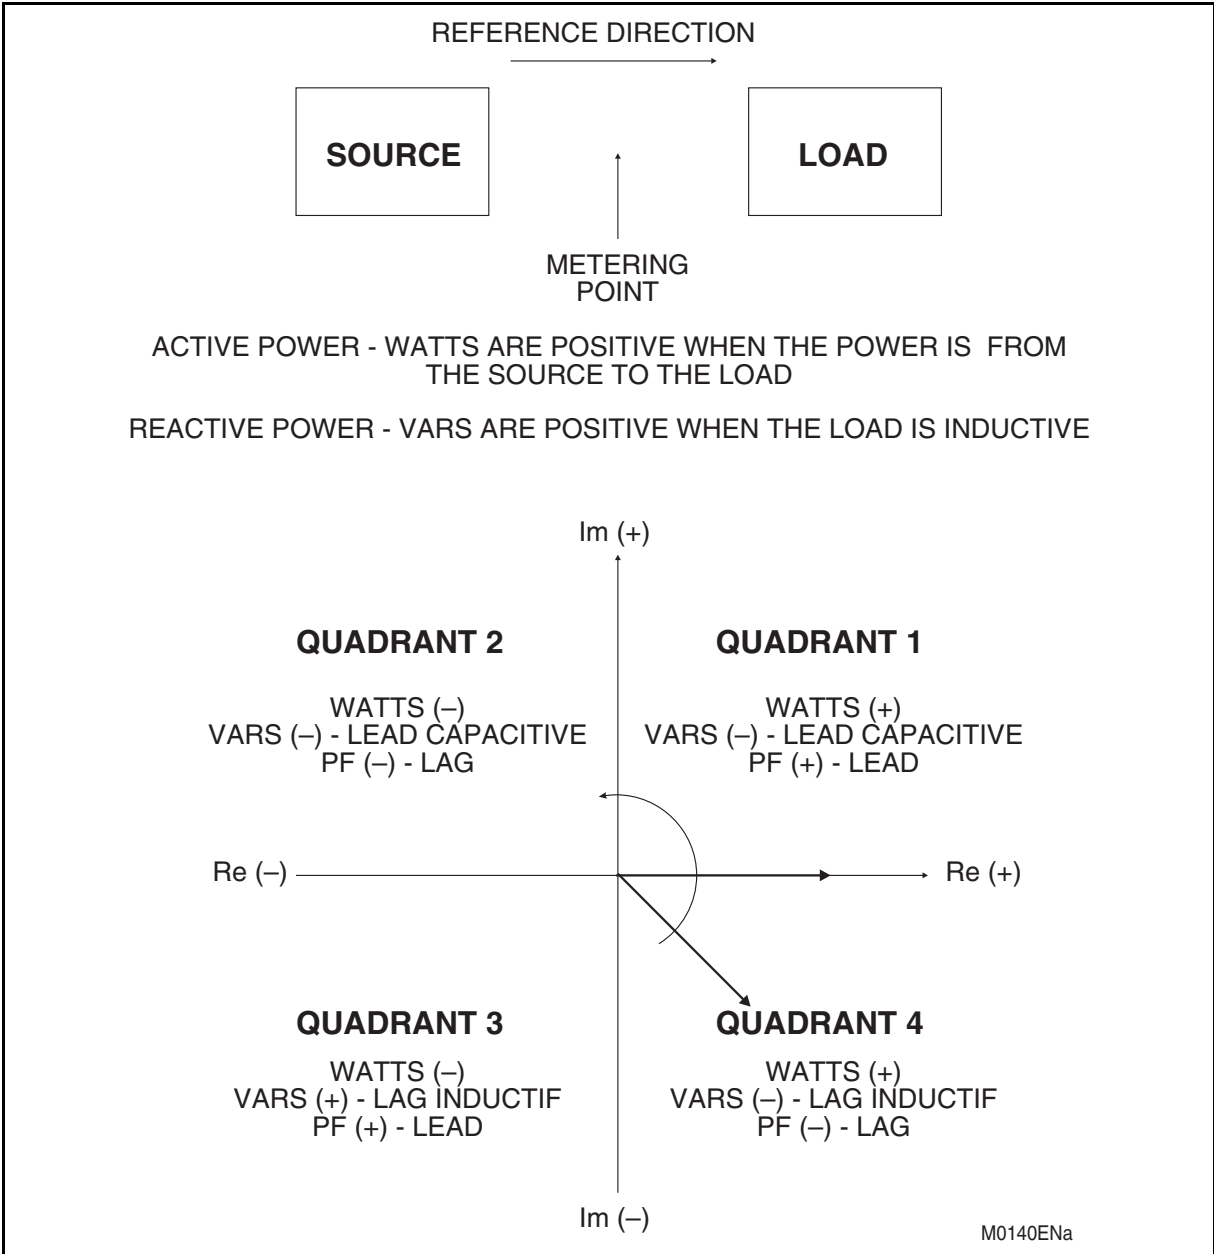 REFERENCE DIRECTION
SOURCE
LOAD
METERING
POINT
ACTIVE POWER - WATTS ARE POSITIVE WHEN THE POWER IS FROM
THE SOURCE TO THE LOAD
REACTIVE POWER - VARS ARE POSITIVE WHEN THE LOAD IS INDUCTIVE
Im (+)
QUADRANT 2
WATTS (–)
VARS (–) - LEAD CAPACITIVE
PF (–) - LAG
QUADRANT 1
WATTS (+)
VARS (–) - LEAD CAPACITIVE
PF (+) - LEAD
Re (–)
Re (+)
QUADRANT 3
WATTS (–)
VARS (+) - LAG INDUCTIF
PF (+) - LEAD
QUADRANT 4
WATTS (+)
VARS (–) - LAG INDUCTIF
PF (–) - LAG
Im (–)
M0140ENa